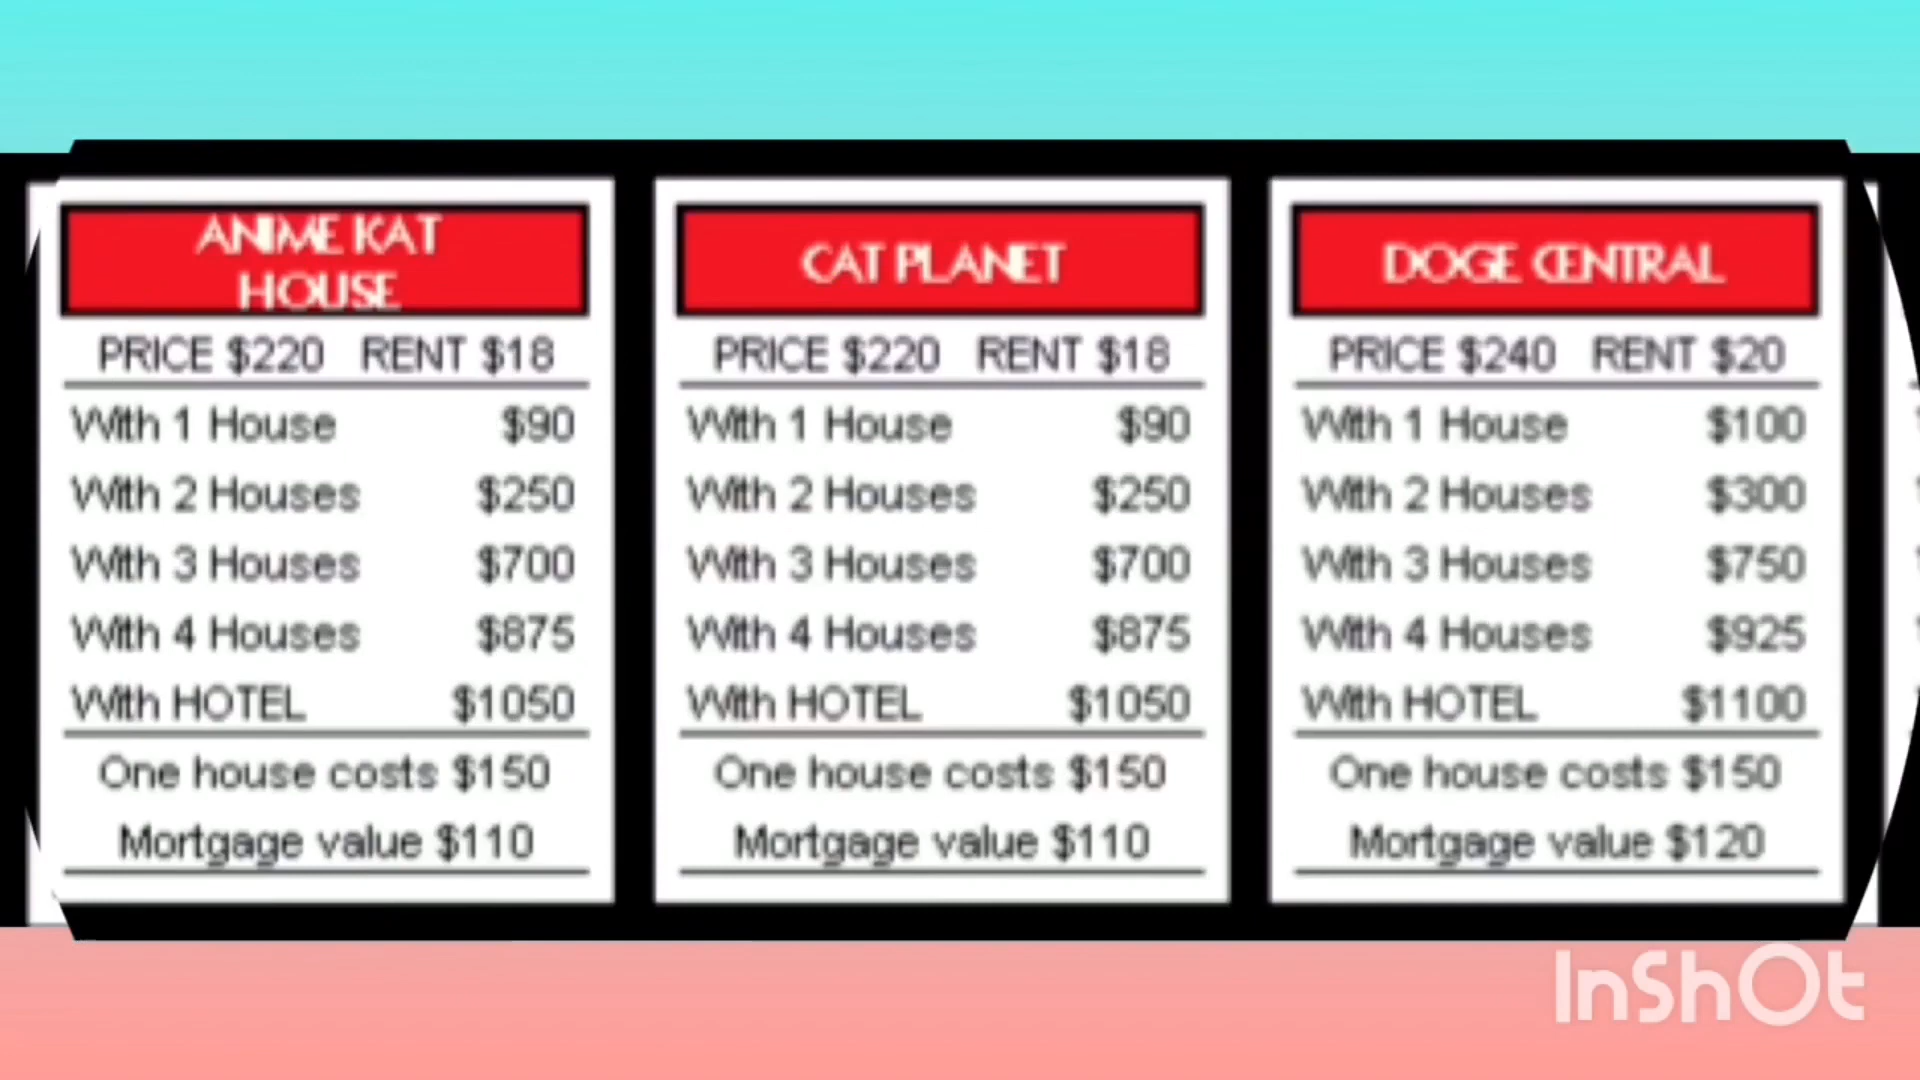 ANIME KAT
HOUSE
PRICE $220 RENT $18
With 1 House $90
With 2 Houses $250
With 3 Houses $700
With 4 Houses $875
With HOTEL $1050
One house costs $150
Mortgage value $110
CAT PLANET
PRICE $220 RENT $18
With 1 House $90
With 2 Houses $250
With 3 Houses $700
With 4 Houses $875
With HOTEL $1050
One house costs $150
Mortgage value $110
DOGE CENTRAL
PRICE $240 RENT $20
With 1 House $100
With 2 Houses $300
With 3 Houses $750
With 4 Houses $925
With HOTEL $1100
One house costs $150
Mortgage value $120
InShOt